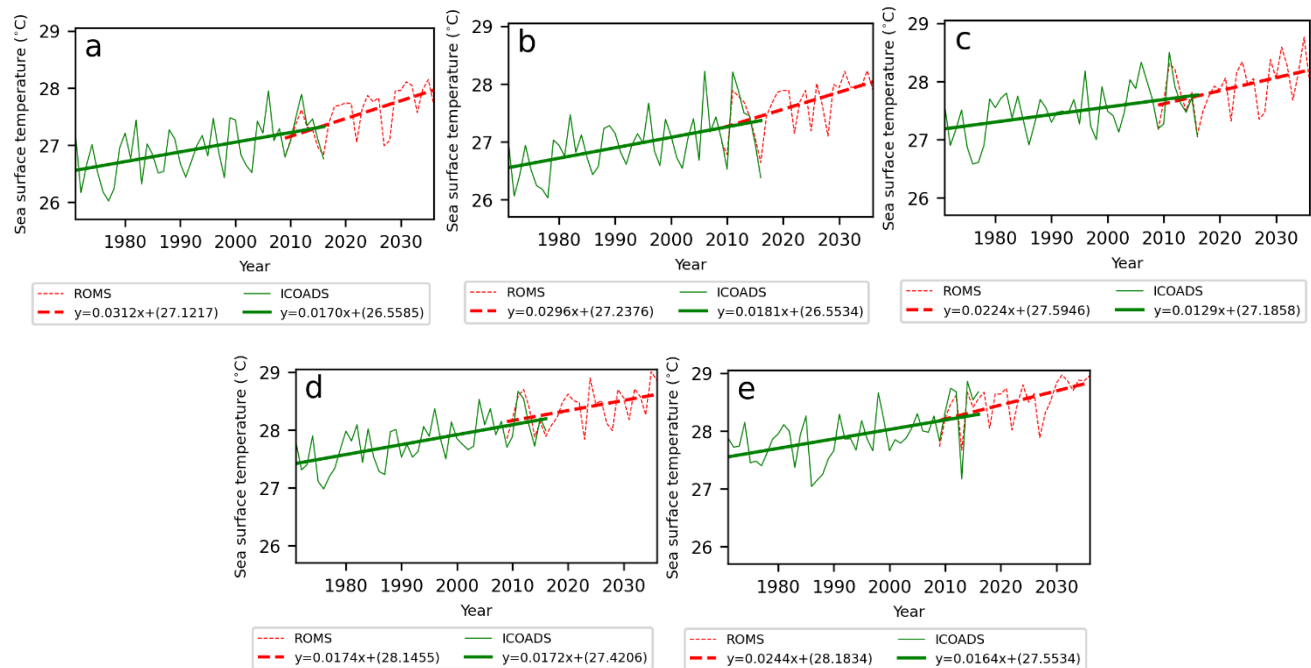 a
29
28
27
26
Sea surface temperature (°C)
1980 1990 2000 2010 2020 2030
Year
ROMS ICOADS
y=0.0312x+(27.1217) y=0.0170x+(26.5585)
b
29
28
27
26
Sea surface temperature (°C)
1980 1990 2000 2010 2020 2030
Year
ROMS ICOADS
y=0.0296x+(27.2376) y=0.0181x+(26.5534)
c
29
28
27
26
Sea surface temperature (°C)
1980 1990 2000 2010 2020 2030
Year
ROMS ICOADS
y=0.0224x+(27.5946) y=0.0129x+(27.1858)
d
29
28
27
26
Sea surface temperature (°C)
1980 1990 2000 2010 2020 2030
Year
ROMS ICOADS
y=0.0174x+(28.1455) y=0.0172x+(27.4206)
e
29
28
27
26
Sea surface temperature (°C)
1980 1990 2000 2010 2020 2030
Year
ROMS ICOADS
y=0.0244x+(28.1834) y=0.0164x+(27.5534)